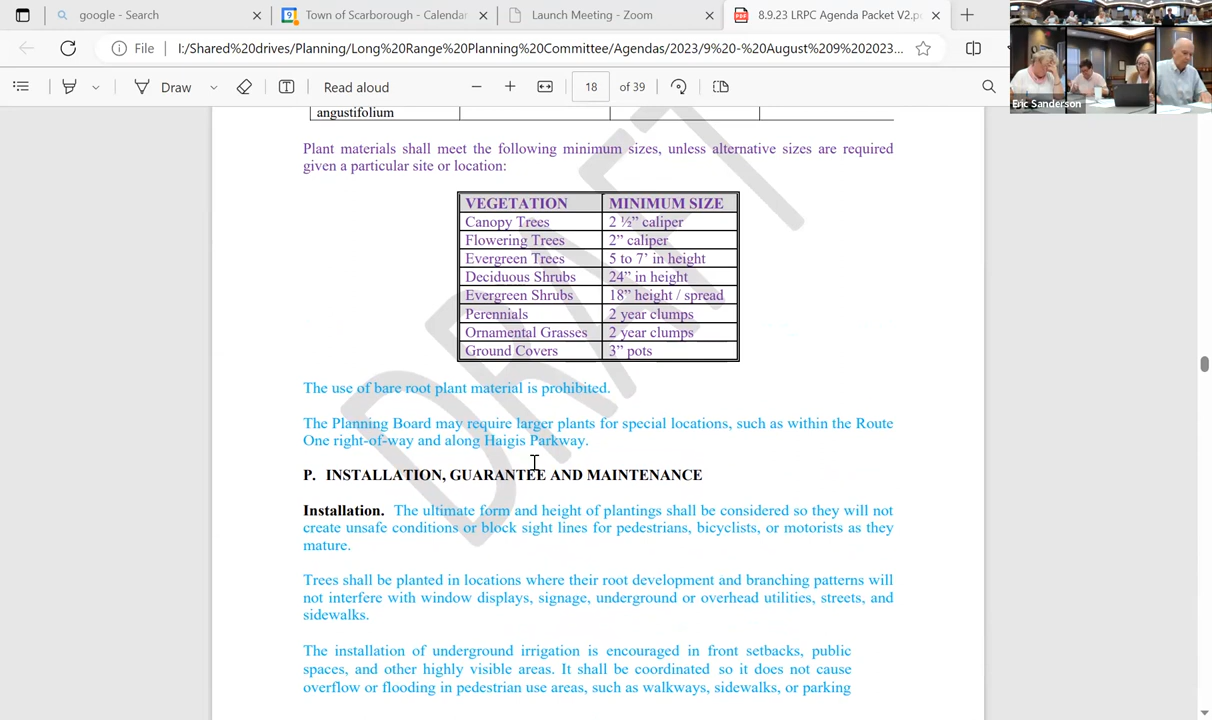 google - Search
Town of Scarborough - Calendar
Launch Meeting - Zoom
8.9.23 LRPC Agenda Packet V2.p
File
I:/Shared%20drives/Planning/Long%20Range%20Planning%20Committee/Agendas/2023/9%20-%20August%209%202023...
Draw
Read aloud
18
of 39
Eric Sanderson
angustifolium
Plant materials shall meet the following minimum sizes, unless alternative sizes are required
given a particular site or location:
VEGETATION MINIMUM SIZE
Canopy Trees 2 ½” caliper
Flowering Trees 2” caliper
Evergreen Trees 5 to 7’ in height
Deciduous Shrubs 24” in height
Evergreen Shrubs 18” height / spread
Perennials 2 year clumps
Ornamental Grasses 2 year clumps
Ground Covers 3” pots
DRAFT
The use of bare root plant material is prohibited.
The Planning Board may require larger plants for special locations, such as within the Route
One right-of-way and along Haigis Parkway.
P. INSTALLATION, GUARANTEE AND MAINTENANCE
Installation. The ultimate form and height of plantings shall be considered so they will not
create unsafe conditions or block sight lines for pedestrians, bicyclists, or motorists as they
mature.
Trees shall be planted in locations where their root development and branching patterns will
not interfere with window displays, signage, underground or overhead utilities, streets, and
sidewalks.
The installation of underground irrigation is encouraged in front setbacks, public
spaces, and other highly visible areas. It shall be coordinated so it does not cause
overflow or flooding in pedestrian use areas, such as walkways, sidewalks, or parking